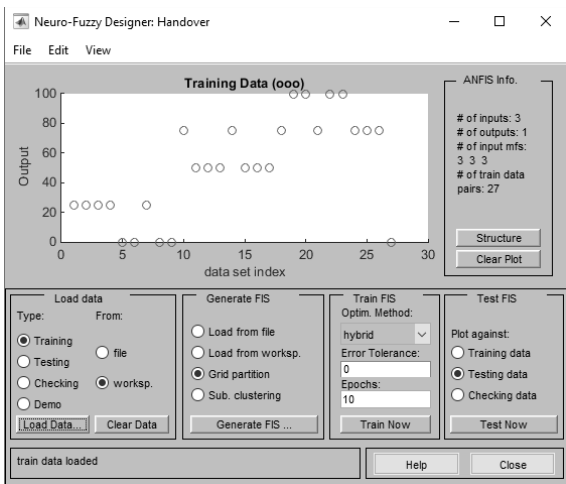 Neuro-Fuzzy Designer: Handover
File Edit View
Training Data (ooo)
100
80
60
40
20
0
Output
0 5 10 15 20 25 30
data set index
ANFIS Info.
# of inputs: 3
# of outputs: 1
# of input mfs:
3 3 3
# of train data
pairs: 27
Structure
Clear Plot
Load data
Type: From:
Training
Testing
Checking
Demo
file
worksp.
Load Data... Clear Data
Generate FIS
Load from file
Load from worksp.
Grid partition
Sub. clustering
Generate FIS ...
Train FIS
Optim. Method:
hybrid
Error Tolerance:
0
Epochs:
10
Train Now
Test FIS
Plot against:
Training data
Testing data
Checking data
Test Now
train data loaded
Help Close